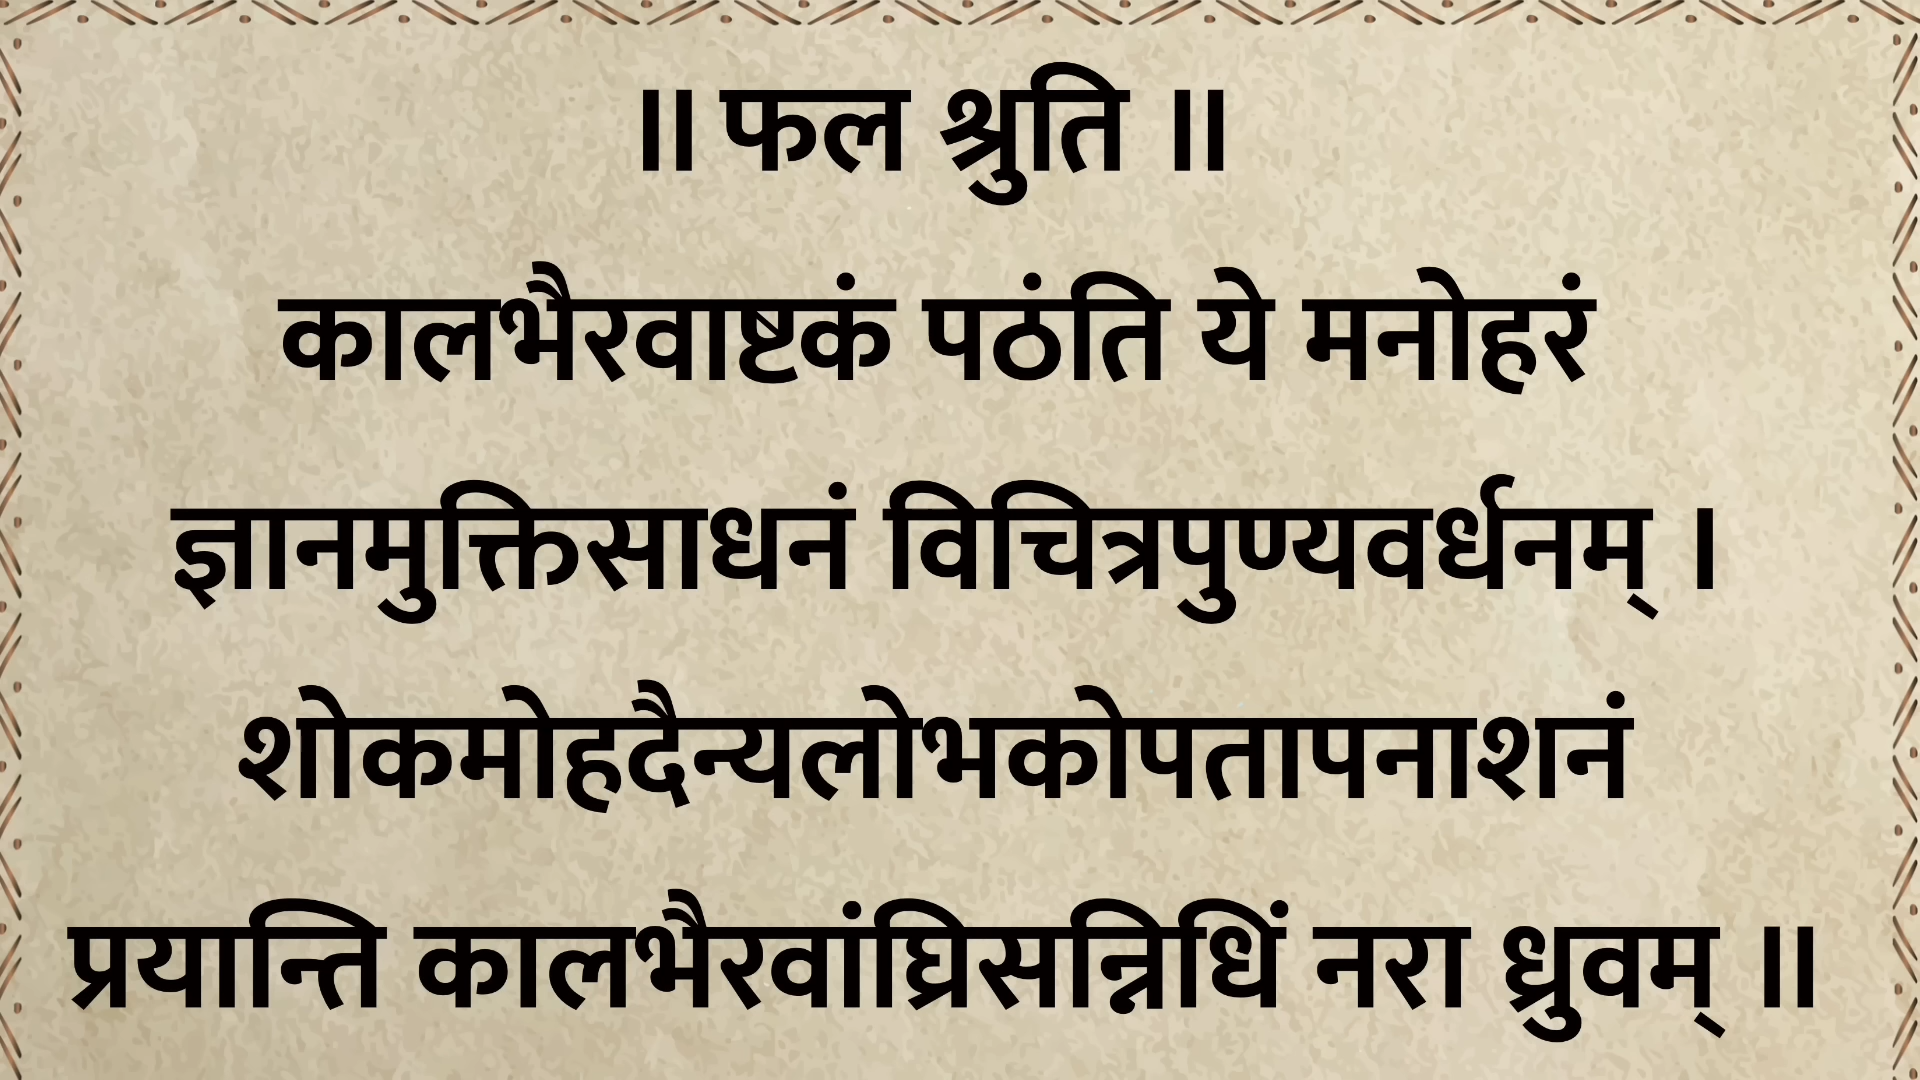 ॥ फल श्रुति ॥
कालभैरवाष्टकं पठंति ये मनोहरं
ज्ञानमुक्तिसाधनं विचित्रपुण्यवर्धनम् ।
शोकमोहदैन्यलोभकोपतापनाशनं
प्रयान्ति कालभैरवांघ्रिसन्निधिं नरा ध्रुवम् ॥